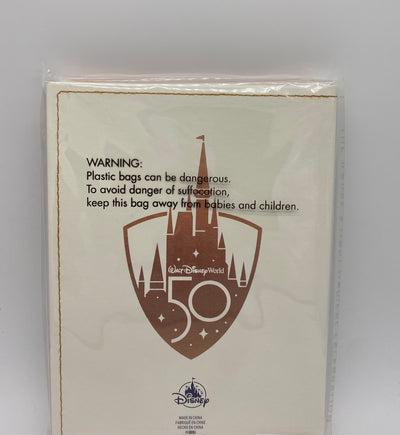 WARNING:
Plastic bags can be dangerous.
To avoid danger of suffocation,
keep this bag away from babies and children.
Walt Disney World
50
Disney
MADE IN CHINA
FABRIQUÉ EN CHINE
HECHO EN CHINA